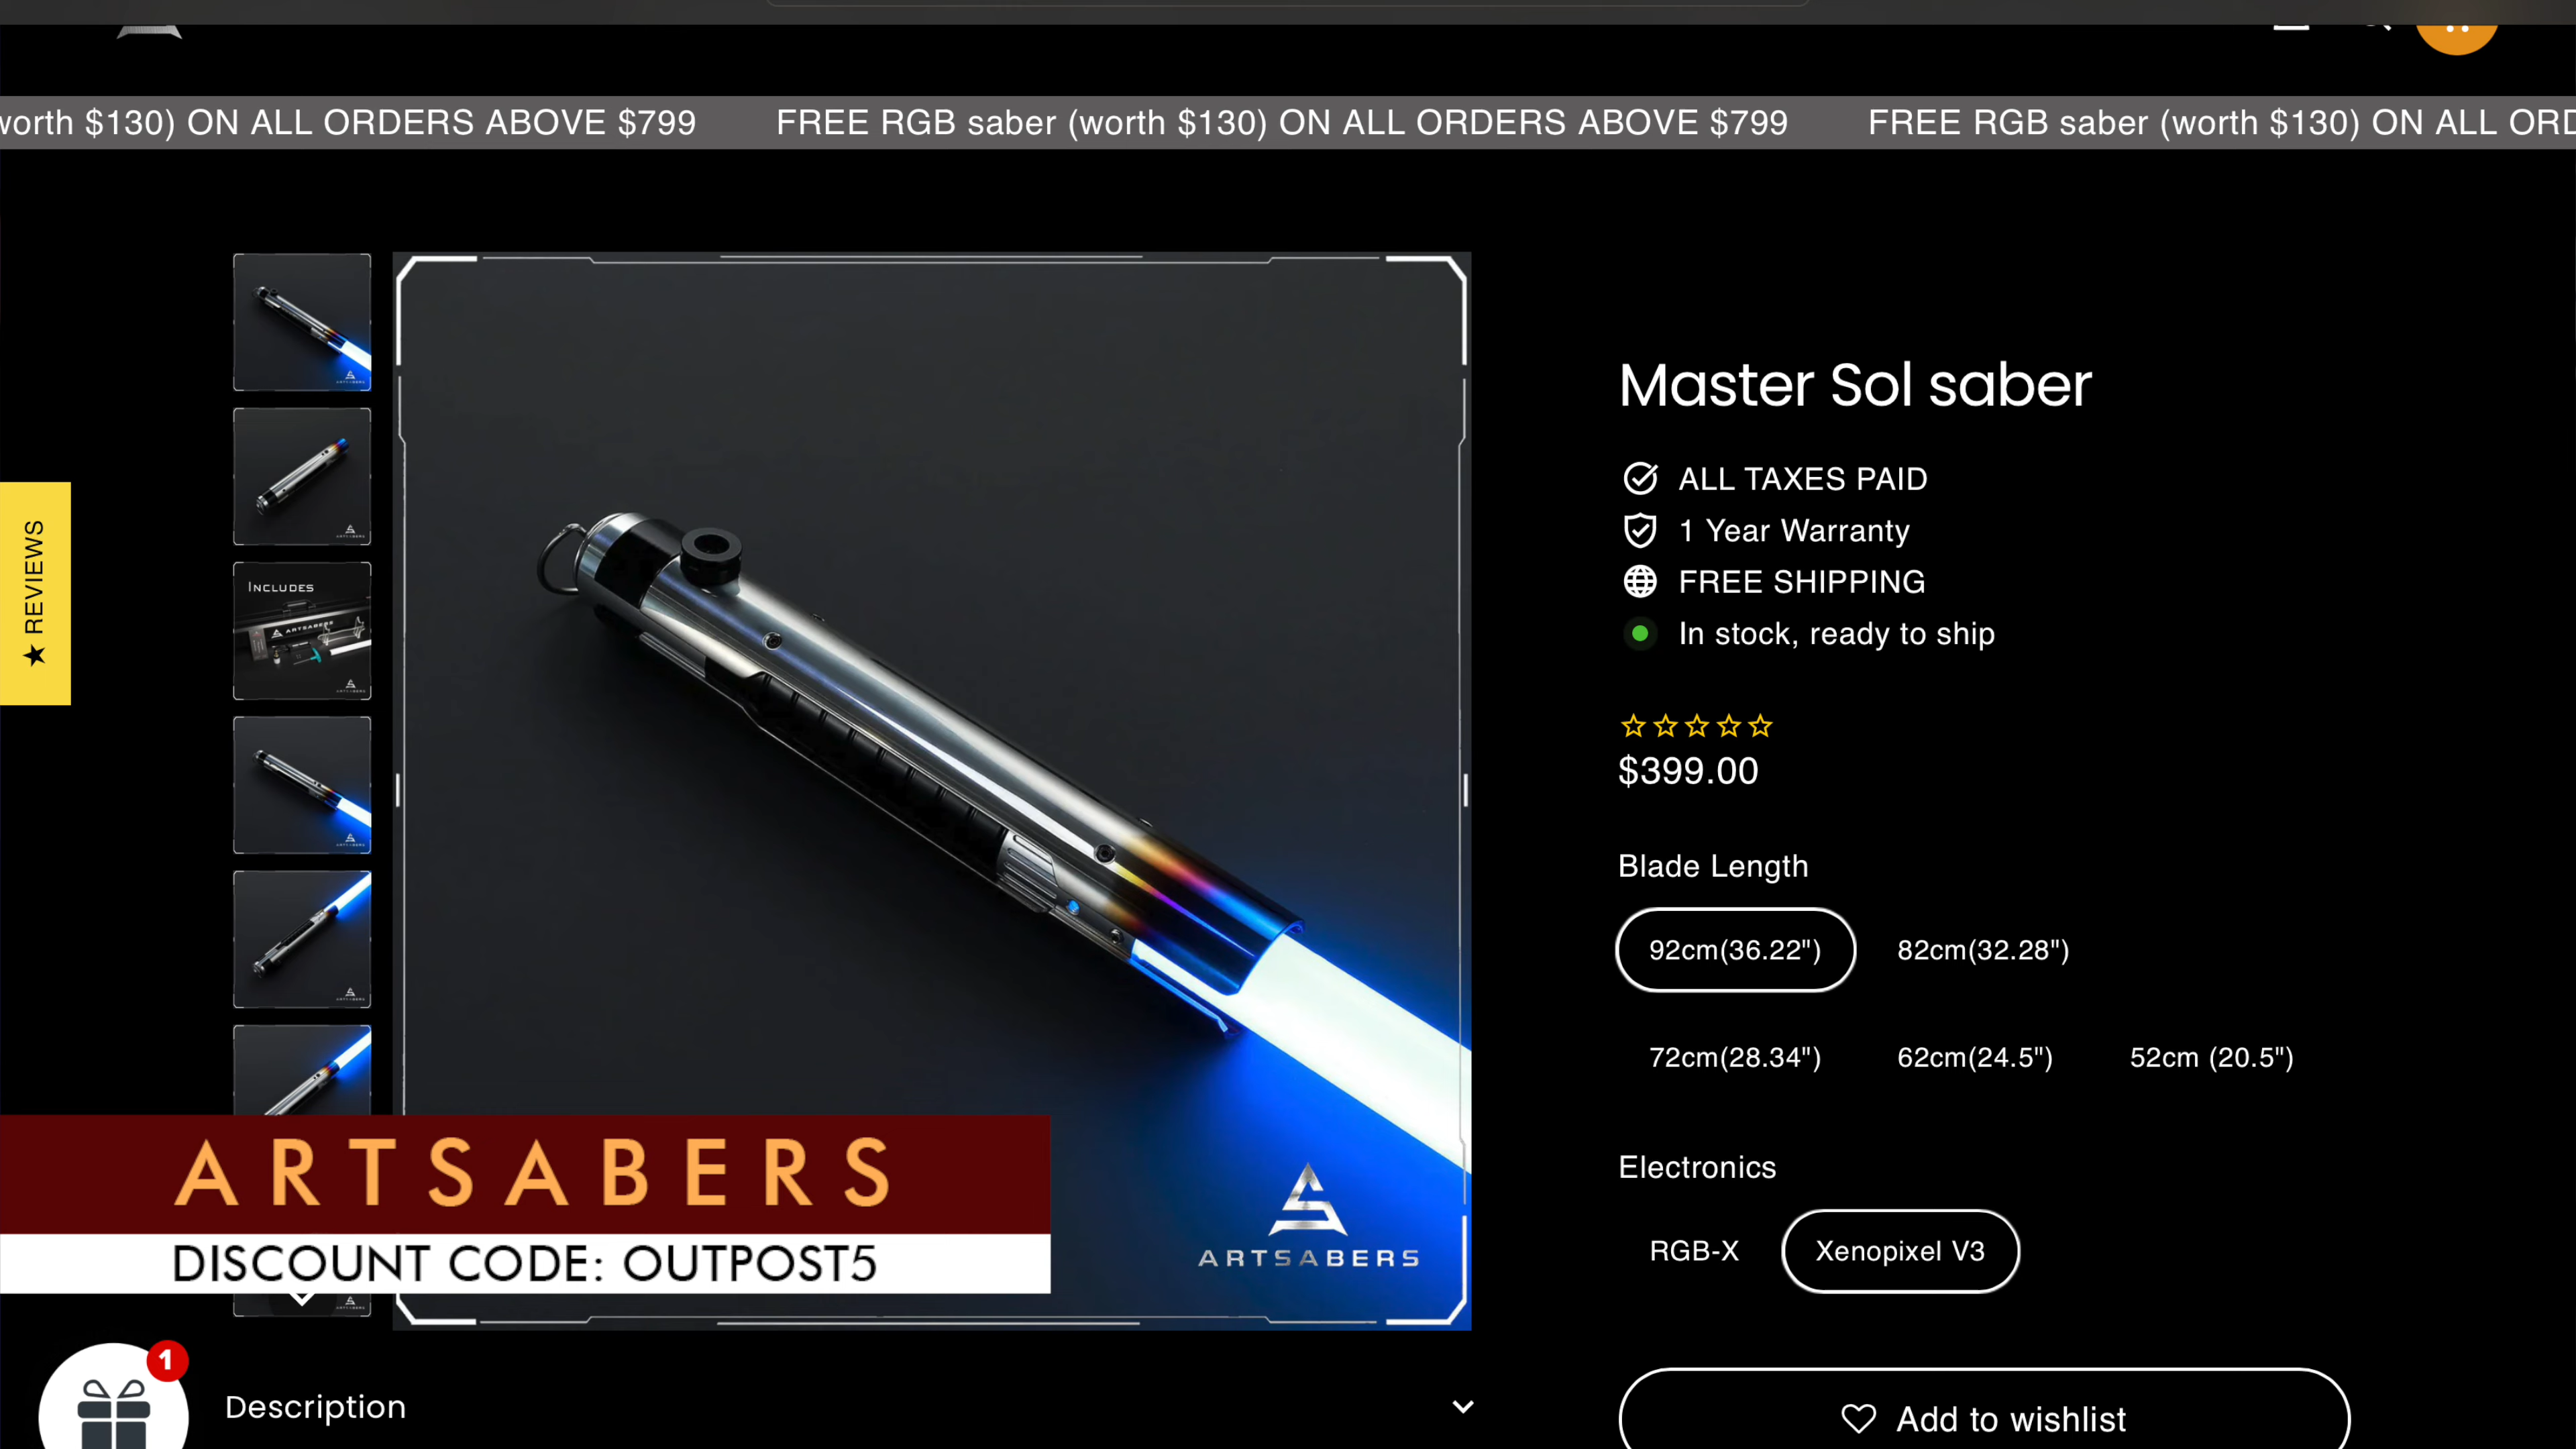 worth $130) ON ALL ORDERS ABOVE $799 FREE RGB saber (worth $130) ON ALL ORDERS ABOVE $799 FREE RGB saber (worth $130) ON ALL ORD
★ REVIEWS
INCLUDES
ARTSABERS
Master Sol saber
ALL TAXES PAID
1 Year Warranty
FREE SHIPPING
In stock, ready to ship
$399.00
Blade Length
92cm(36.22")
82cm(32.28")
72cm(28.34")
62cm(24.5")
52cm (20.5")
Electronics
RGB-X
Xenopixel V3
ARTSABERS
ARTSABERS
DISCOUNT CODE: OUTPOST5
1
Description
Add to wishlist